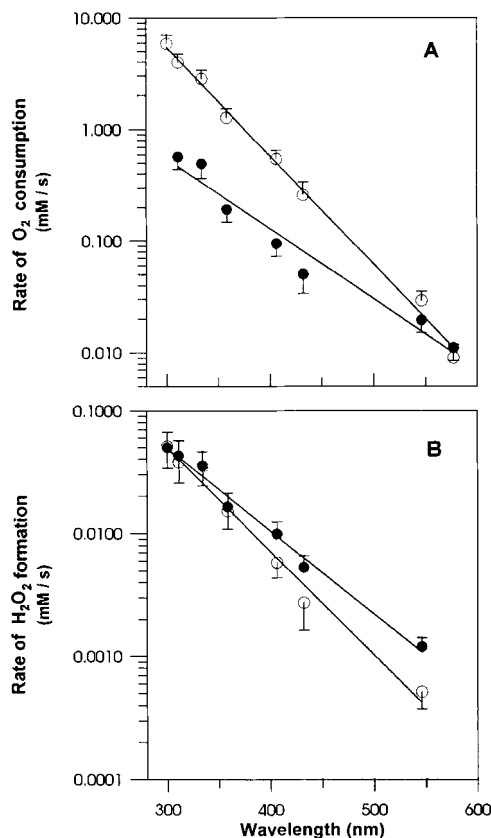 A
Rate of O₂ consumption
(mM / s)
10.000
1.000
0.100
0.010
B
Rate of H₂O₂ formation
(mM / s)
0.1000
0.0100
0.0010
0.0001
300 400 500 600
Wavelength (nm)